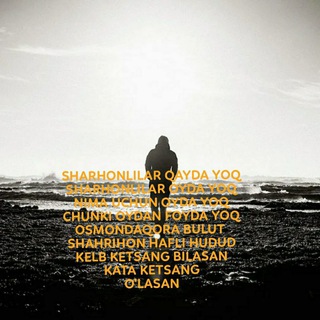 SHARHONLILAR QAYDA YOQ
SHARHONLILAR OYDA YOQ
NIMA UCHUN OYDA YOQ
CHUNKI OYDAN FOYDA YOQ
OSMONDAQORA BULUT
SHAHRIHON HAFLI HUDUD
KELB KETSANG BILASAN
KATA KETSANG
O'LASAN